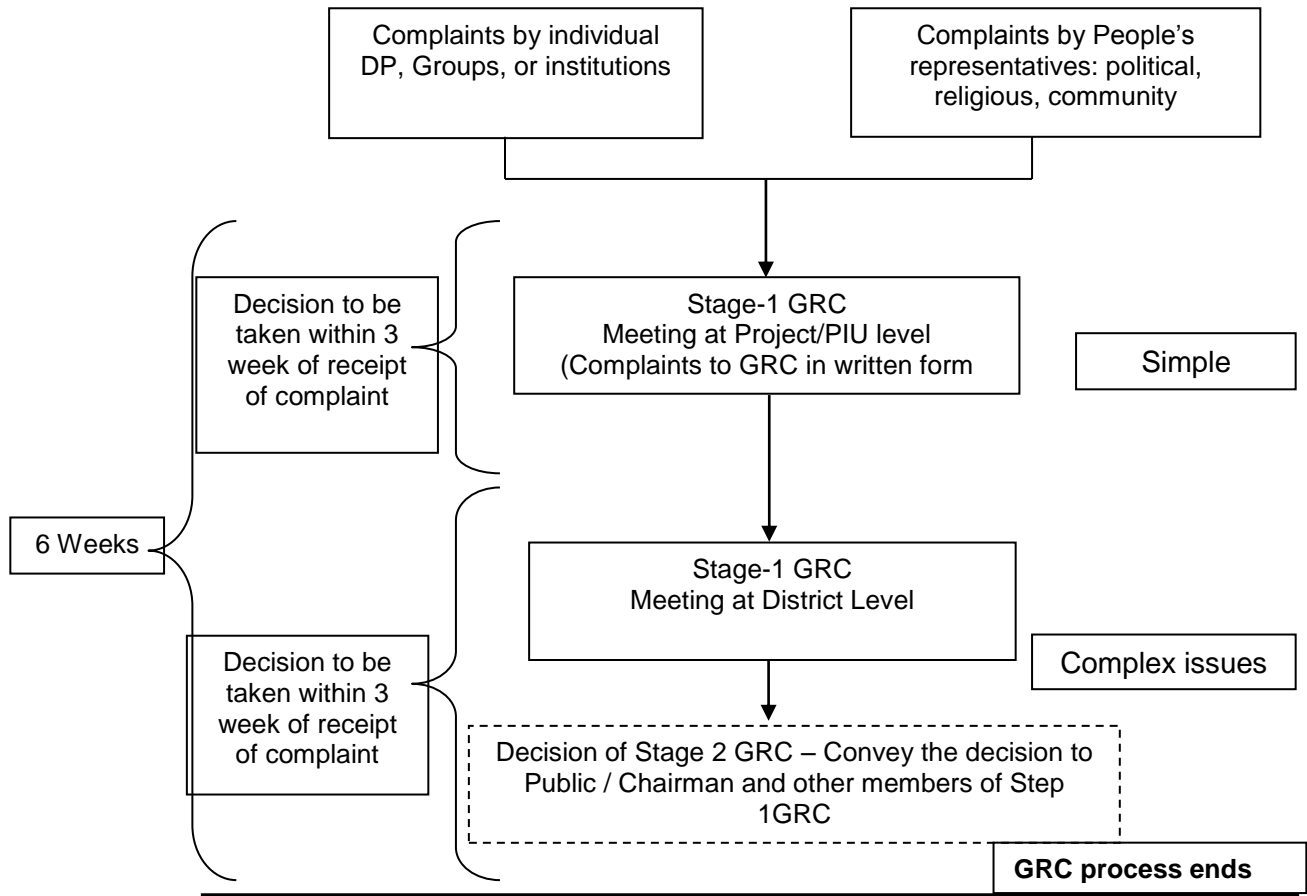 Complaints by individual
DP, Groups, or institutions
Complaints by People’s
representatives: political,
religious, community
Decision to be
taken within 3
week of receipt
of complaint
Stage-1 GRC
Meeting at Project/PIU level
(Complaints to GRC in written form
Simple
6 Weeks
Stage-1 GRC
Meeting at District Level
Complex issues
Decision to be
taken within 3
week of receipt
of complaint
Decision of Stage 2 GRC – Convey the decision to
Public / Chairman and other members of Step
1GRC
GRC process ends